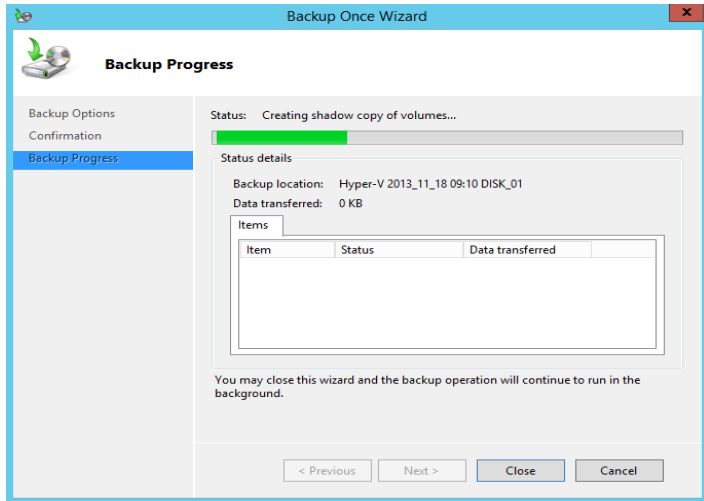 Backup Once Wizard
x
Backup Progress
Backup Options
Confirmation
Backup Progress
Status: Creating shadow copy of volumes...
Status details
Backup location: Hyper-V 2013_11_18 09:10 DISK_01
Data transferred: 0 KB
Items
Item Status Data transferred
You may close this wizard and the backup operation will continue to run in the
background.
< Previous Next > Close Cancel